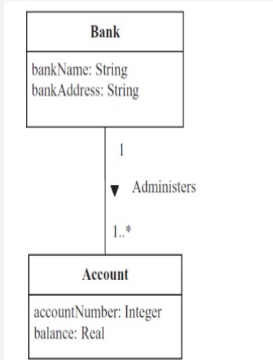 Bank
bankName: String
bankAddress: String
1
Administers
1..*
Account
accountNumber: Integer
balance: Real